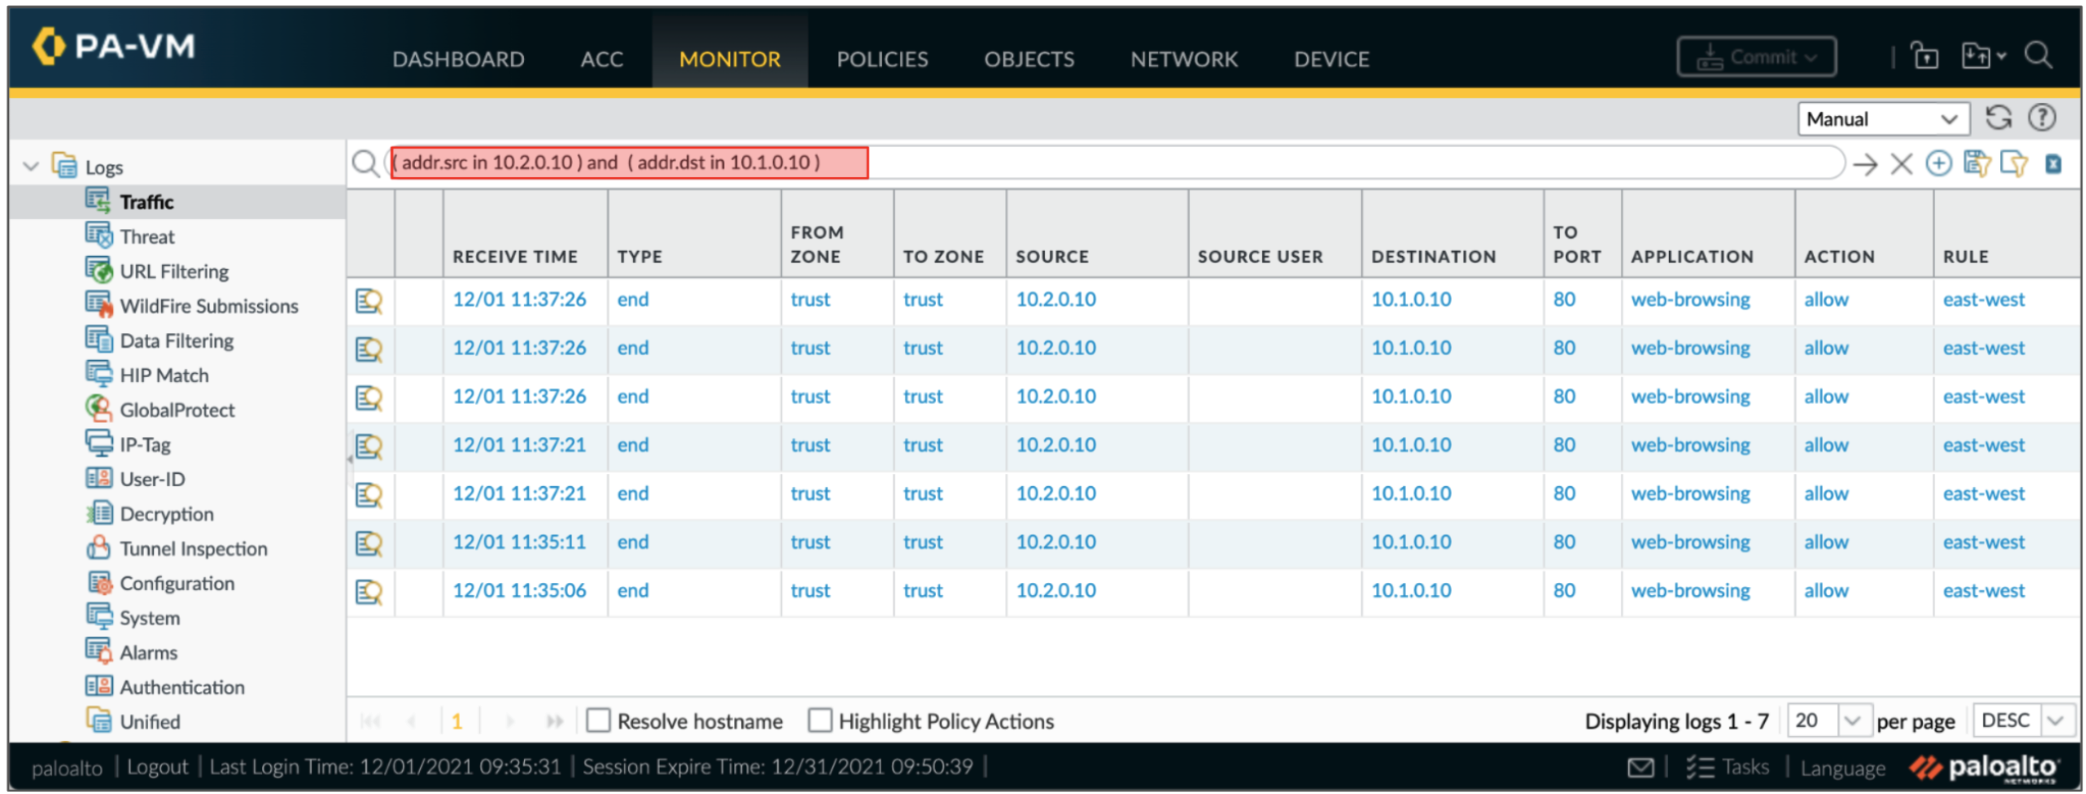 PA-VM
DASHBOARD ACC MONITOR POLICIES OBJECTS NETWORK DEVICE Commit
Manual
Logs
Traffic
Threat
URL Filtering
WildFire Submissions
Data Filtering
HIP Match
GlobalProtect
IP-Tag
User-ID
Decryption
Tunnel Inspection
Configuration
System
Alarms
Authentication
Unified
( addr.src in 10.2.0.10 ) and ( addr.dst in 10.1.0.10 )
RECEIVE TIME TYPE FROM ZONE TO ZONE SOURCE SOURCE USER DESTINATION TO PORT APPLICATION ACTION RULE
12/01 11:37:26 end trust trust 10.2.0.10 10.1.0.10 80 web-browsing allow east-west
12/01 11:37:26 end trust trust 10.2.0.10 10.1.0.10 80 web-browsing allow east-west
12/01 11:37:26 end trust trust 10.2.0.10 10.1.0.10 80 web-browsing allow east-west
12/01 11:37:21 end trust trust 10.2.0.10 10.1.0.10 80 web-browsing allow east-west
12/01 11:37:21 end trust trust 10.2.0.10 10.1.0.10 80 web-browsing allow east-west
12/01 11:35:11 end trust trust 10.2.0.10 10.1.0.10 80 web-browsing allow east-west
12/01 11:35:06 end trust trust 10.2.0.10 10.1.0.10 80 web-browsing allow east-west
1 Resolve hostname Highlight Policy Actions Displaying logs 1 - 7 20 per page DESC
paloalto | Logout | Last Login Time: 12/01/2021 09:35:31 | Session Expire Time: 12/31/2021 09:50:39 | | Tasks | Language paloalto
NETWORKS